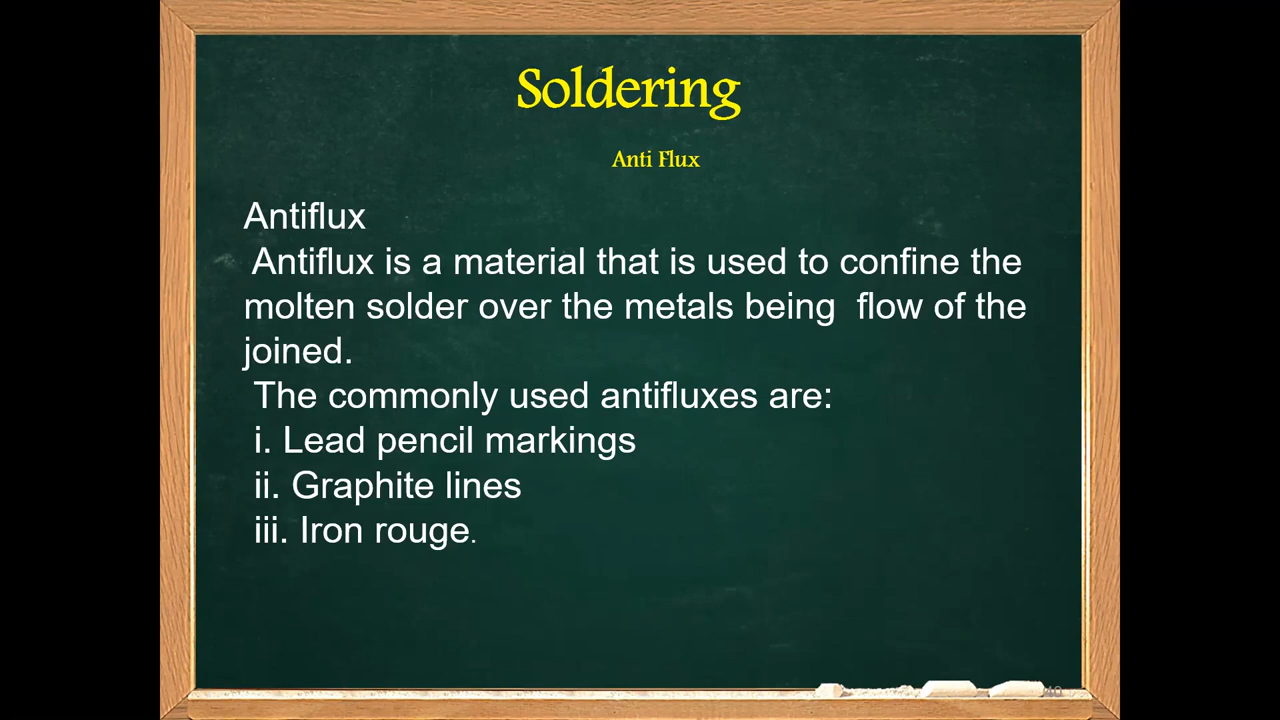 Soldering
Anti Flux
Antiflux
Antiflux is a material that is used to confine the
molten solder over the metals being flow of the
joined.
The commonly used antifluxes are:
i. Lead pencil markings
ii. Graphite lines
iii. Iron rouge.